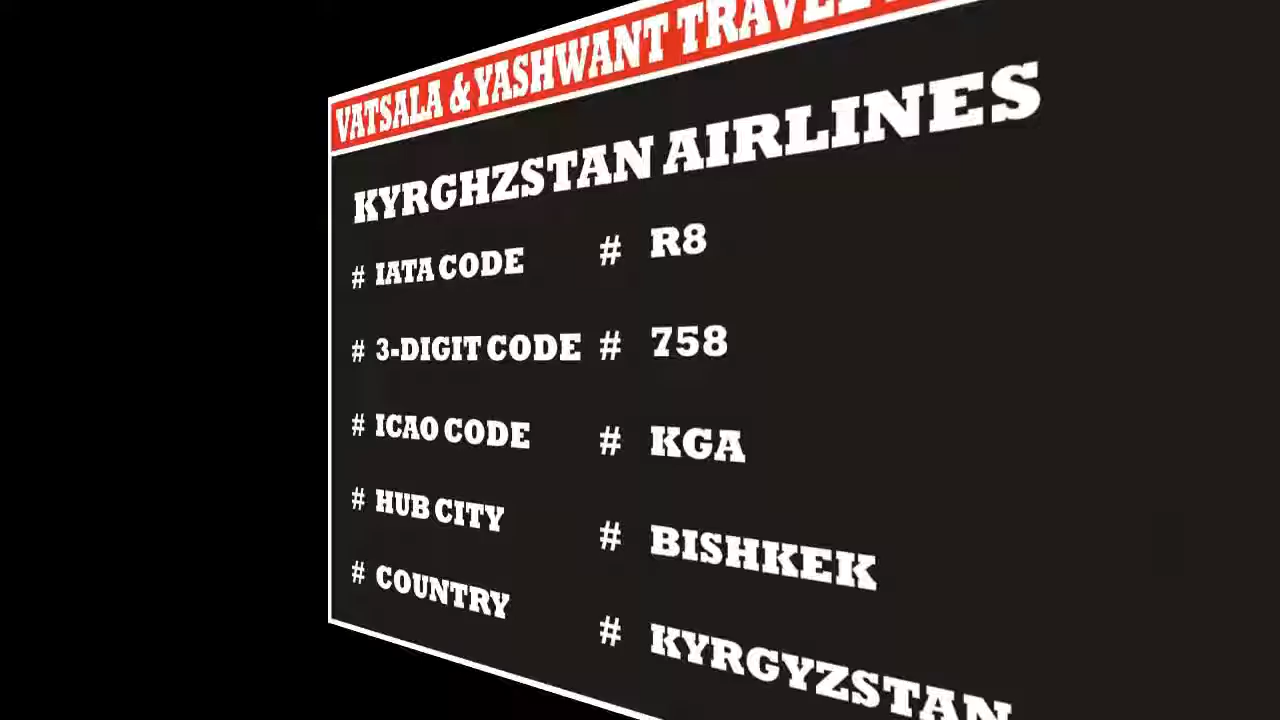 VATSALA & YASHWANT
KYRGHZSTAN AIRLINES
# IATA CODE # R8
# 3-DIGIT CODE # 758
# ICAO CODE # KGA
# HUB CITY # BISHKEK
# COUNTRY # KYRGYZSTAN